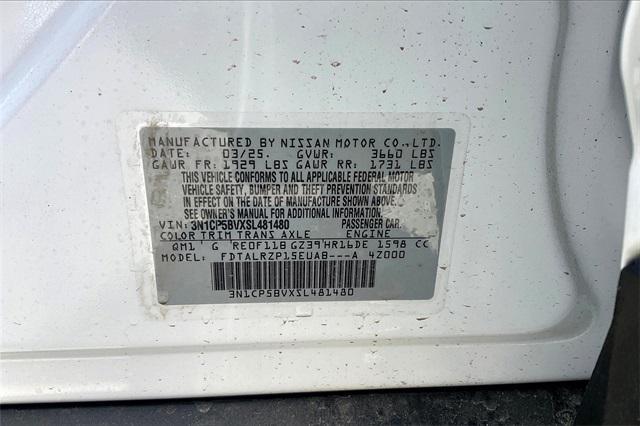 MANUFACTURED BY NISSAN MOTOR CO.,LTD.
DATE: 03/25. GVWR: 3660 LBS
GAWR FR: 1929 LBS GAWR RR: 1731 LBS
THIS VEHICLE CONFORMS TO ALL APPLICABLE FEDERAL MOTOR
VEHICLE SAFETY, BUMPER AND THEFT PREVENTION STANDARDS
IN EFFECT ON THE DATE OF MANUFACTURE SHOWN ABOVE.
SEE OWNER'S MANUAL FOR ADDITIONAL INFORMATION.
VIN: 3N1CP5BVXSL481480 PASSENGER CAR.
COLOR TRIM TRANS AXLE ENGINE
QM1 G RE0F11B GZ39 HR16DE 1598 CC
MODEL: FDTALRZP15EUAB---A 4Z000
3N1CP5BVXSL481480